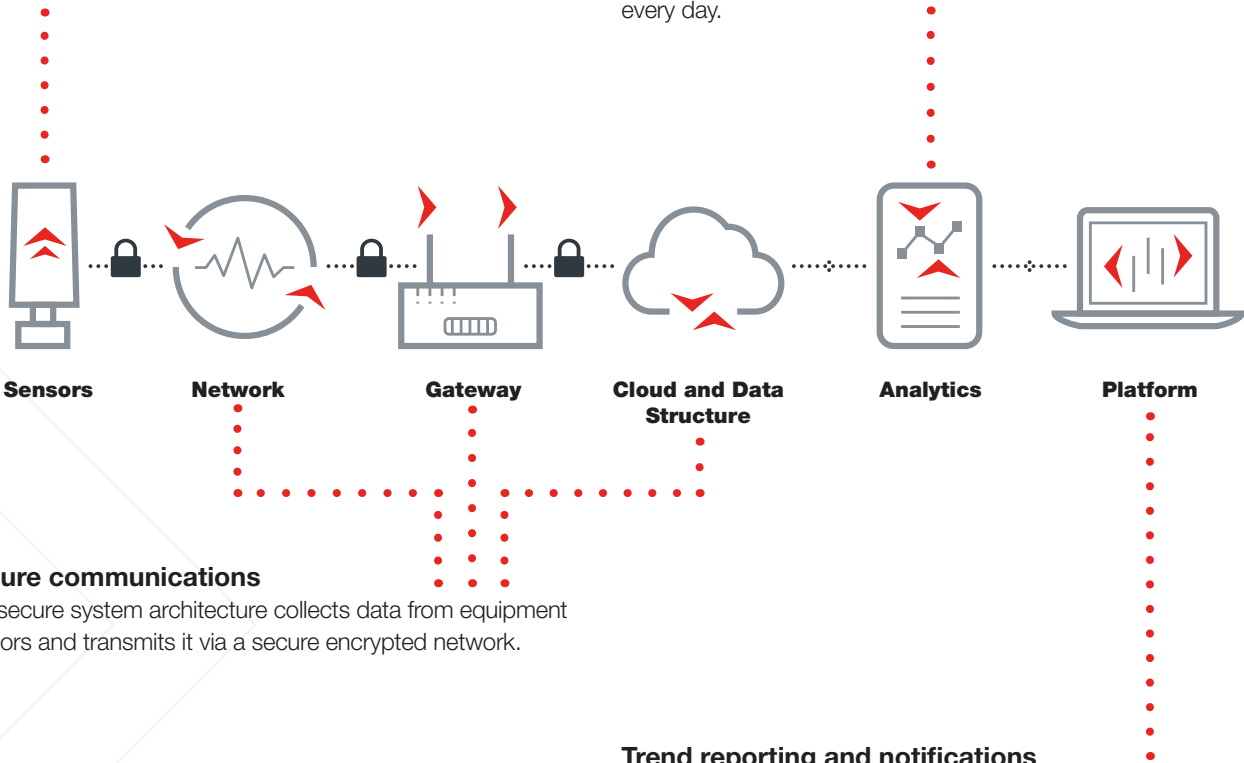 every day.
Sensors
Network
Gateway
Cloud and Data
Structure
Analytics
Platform
ure communications
secure system architecture collects data from equipment
ors and transmits it via a secure encrypted network.
Trend reporting and notifications